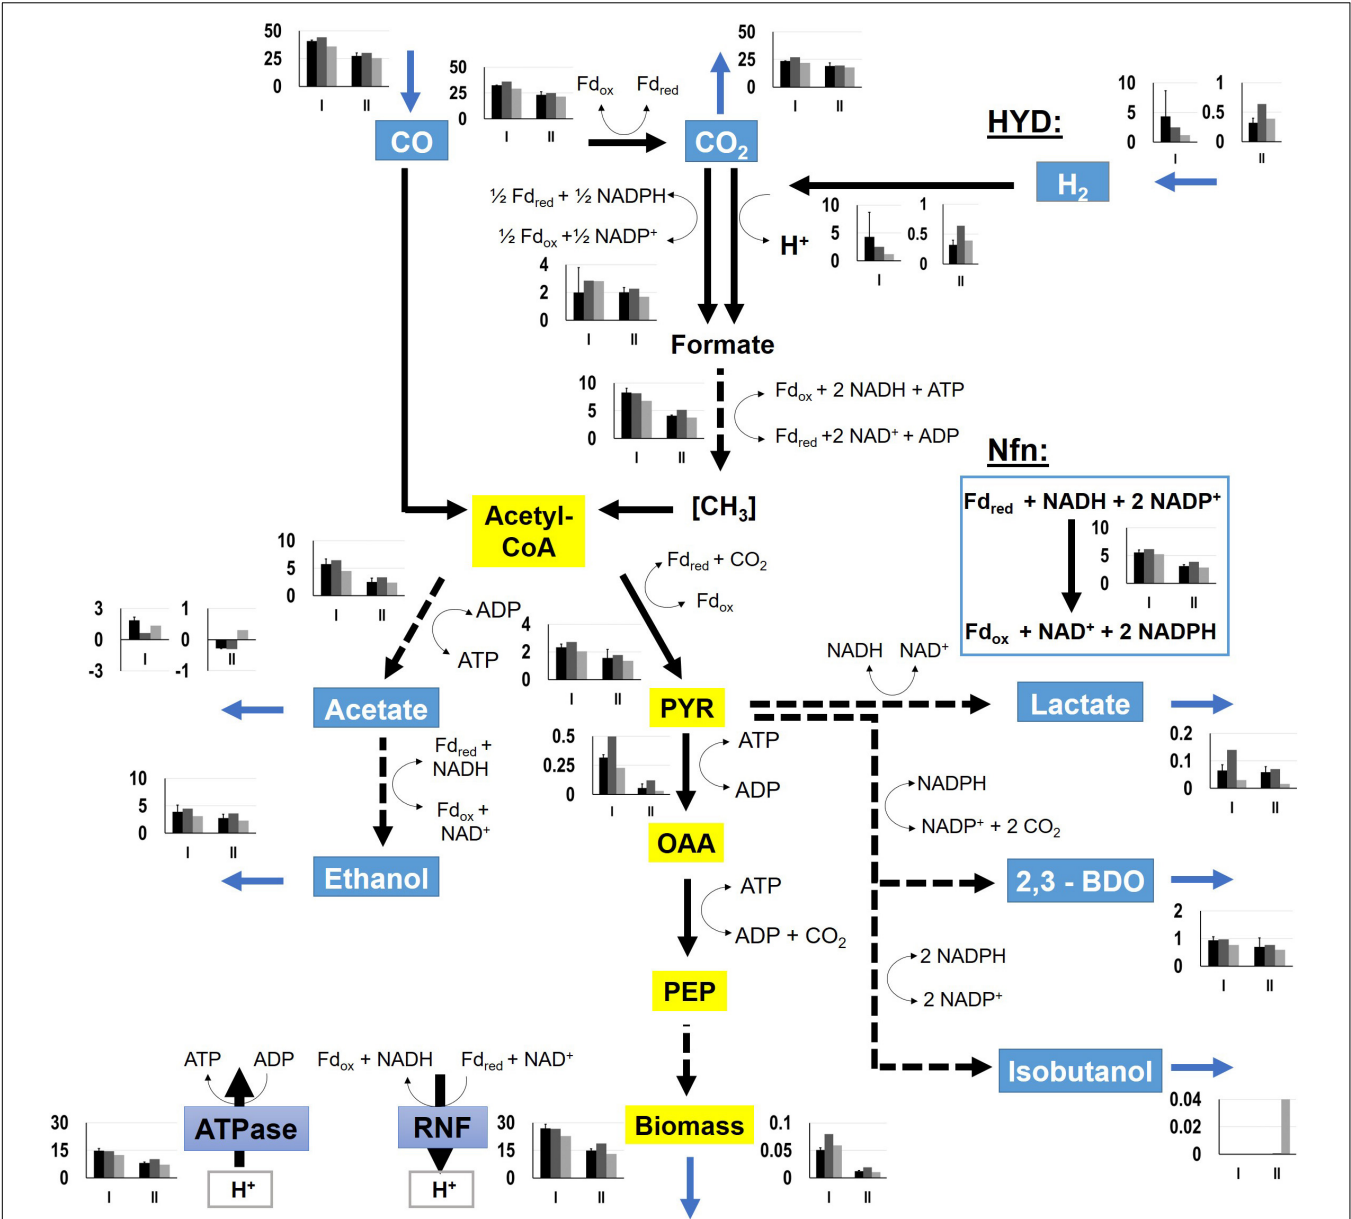 50
25
0
I II
50
25
0
I II
Fdox Fdred
50
25
0
I II
CO
CO2
HYD:
10
5
0
I
1
0.5
0
II
H2
½ Fdred + ½ NADPH
½ Fdox +½ NADP+
H+
10
5
0
I
1
0.5
0
II
4
2
0
I II
Formate
10
5
0
I II
Fdox + 2 NADH + ATP
Fdred +2 NAD+ + ADP
Nfn:
Fdred + NADH + 2 NADP+
10
5
0
I II
Fdox + NAD+ + 2 NADPH
[CH3]
Acetyl-
CoA
10
5
0
I II
Fdred + CO2
Fdox
ADP
ATP
3
0
-3
I
1
0
-1
II
4
2
0
I II
NADH NAD+
Acetate
PYR
Lactate
0.2
0.1
0
I II
Fdred +
NADH
Fdox +
NAD+
0.5
0.25
0
I II
ATP
ADP
NADPH
NADP+ + 2 CO2
10
5
0
I II
OAA
Ethanol
2,3 - BDO
ATP
ADP + CO2
2
1
0
I II
2 NADPH
2 NADP+
PEP
ATP ADP
Fdox + NADH Fdred + NAD+
Isobutanol
0.04
0.02
0
I II
30
15
0
I II
ATPase
H+
RNF
H+
30
15
0
I II
Biomass
0.1
0.05
0
I II